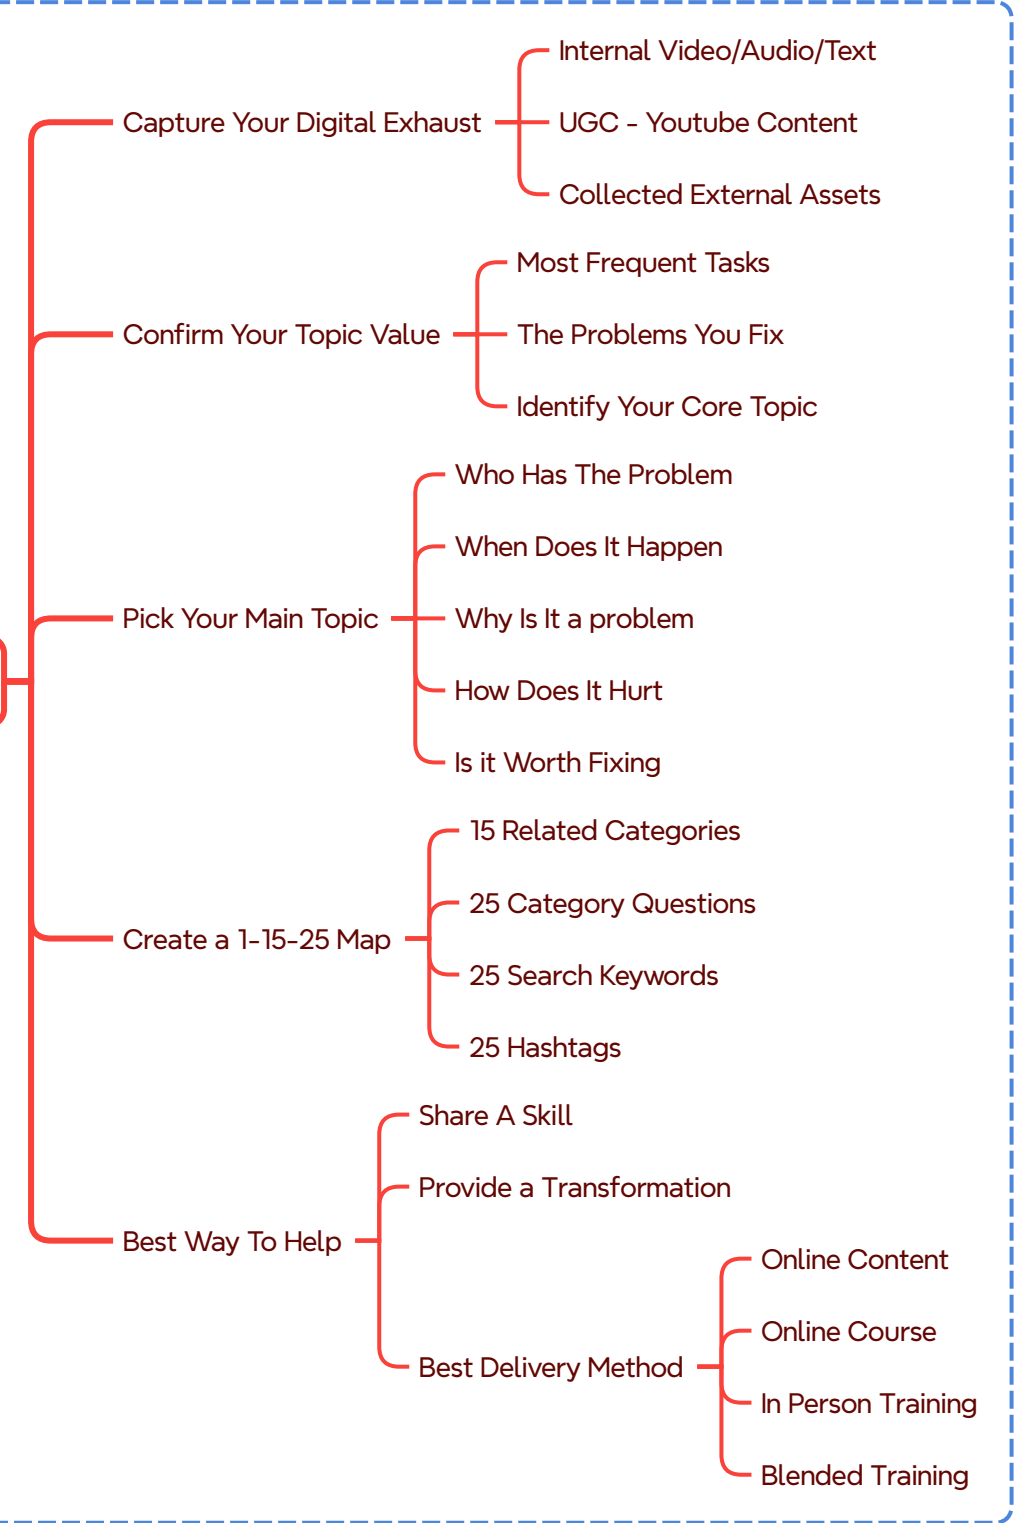 Capture Your Digital Exhaust
Internal Video/Audio/Text
UGC - Youtube Content
Collected External Assets
Confirm Your Topic Value
Most Frequent Tasks
The Problems You Fix
Identify Your Core Topic
Pick Your Main Topic
Who Has The Problem
When Does It Happen
Why Is It a problem
How Does It Hurt
Is it Worth Fixing
Create a 1-15-25 Map
15 Related Categories
25 Category Questions
25 Search Keywords
25 Hashtags
Best Way To Help
Share A Skill
Provide a Transformation
Best Delivery Method
Online Content
Online Course
In Person Training
Blended Training